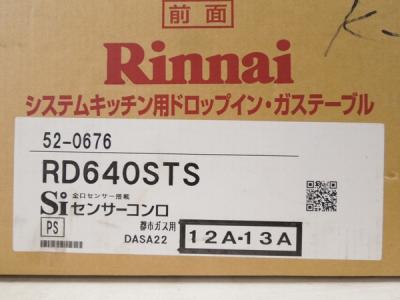 前面
Rinnai
システムキッチン用ドロップイン・ガステーブル
52-0676
RD640STS
全口センサー搭載
Siセンサーコンロ
PS
都市ガス用
DASA22
12A-13A